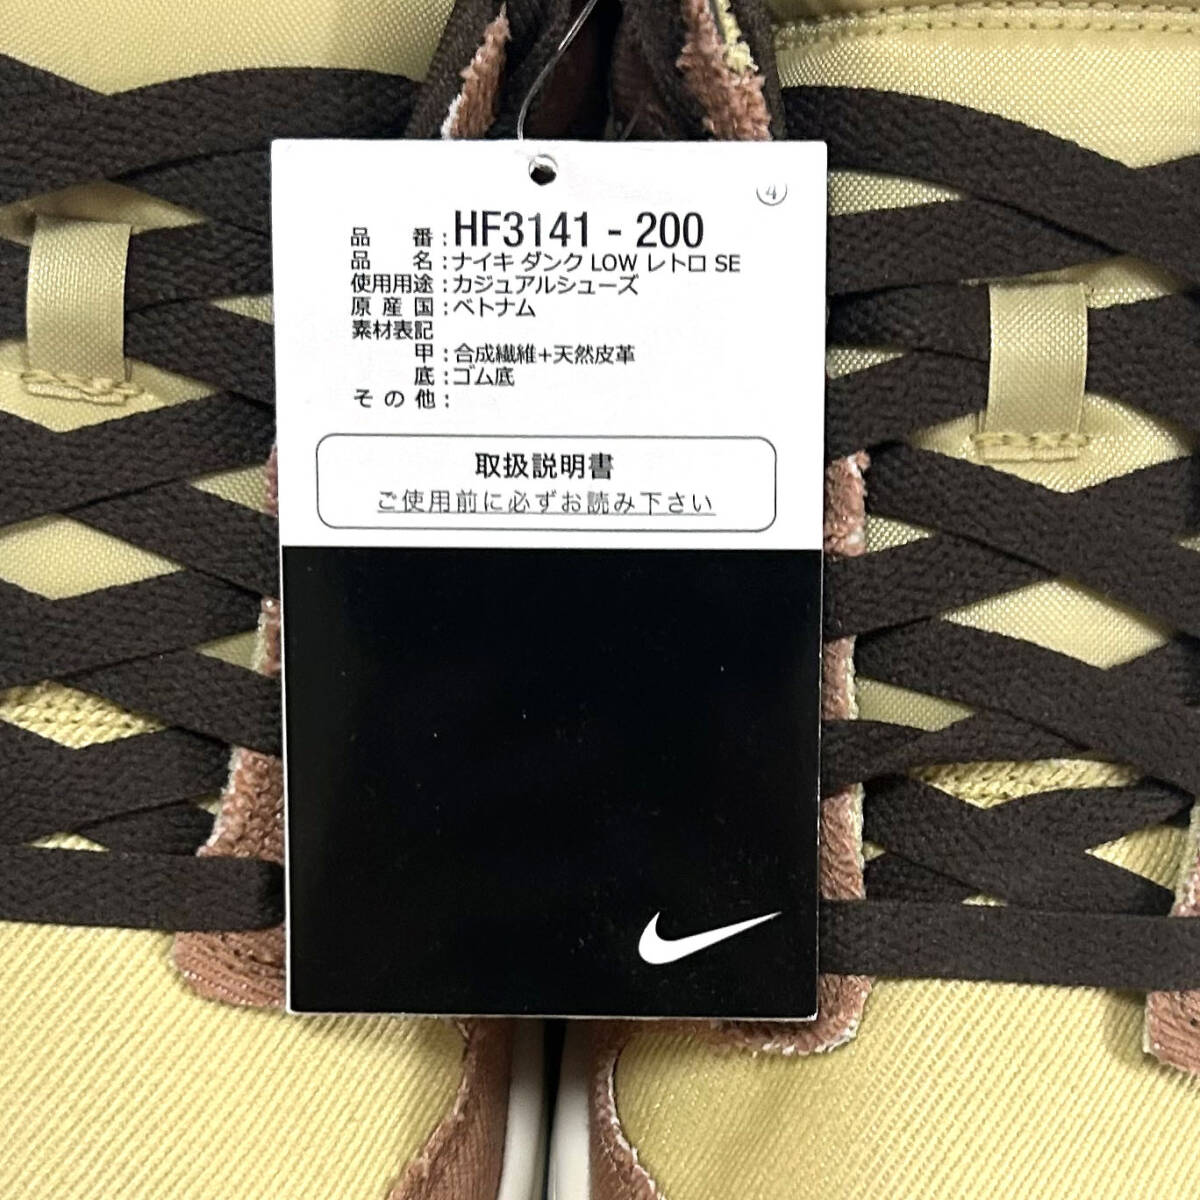 ④
品番:HF3141-200
品名:ナイキ ダンク LOW レトロ SE
使用用途:カジュアルシューズ
原産国:ベトナム
素材表記
甲:合成繊維+天然皮革
底:ゴム底
その他:
取扱説明書
ご使用前に必ずお読み下さい